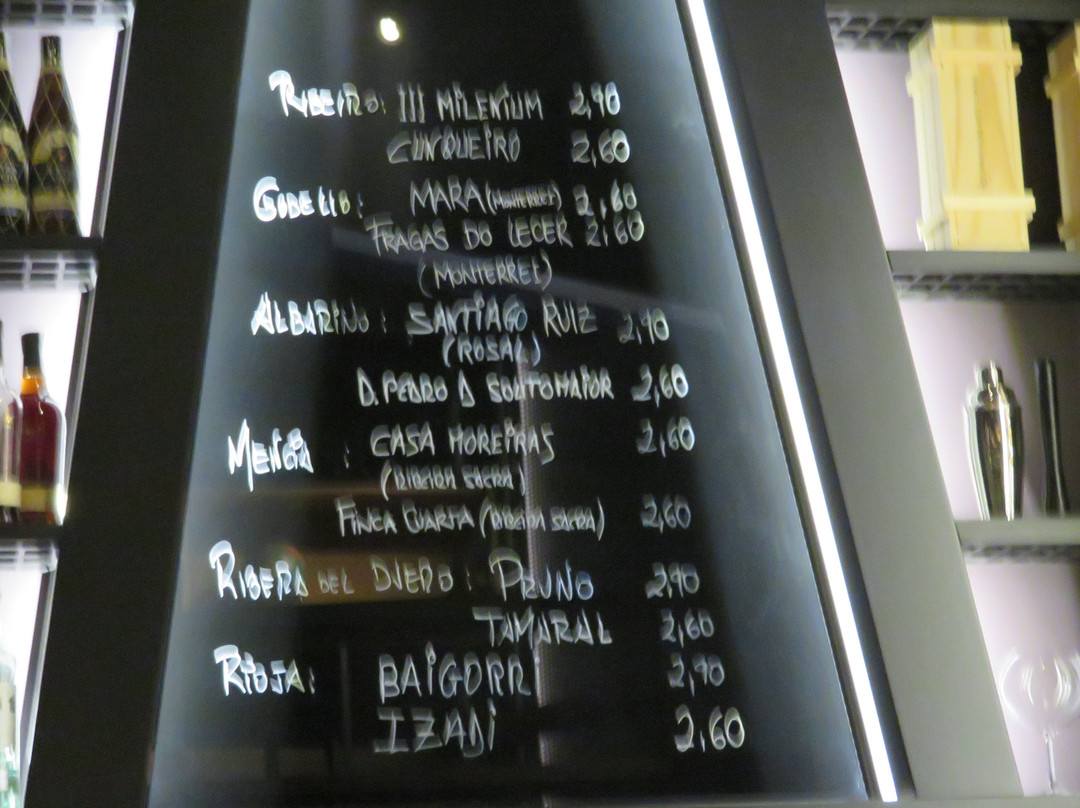 RIBEIRO: III MILENIUM 2,90
CUNQUEIRO 2,60
GODELLO: MARA (MONTERREI) 2,60
FRAGAS DO LECER 2,60
(MONTERREI)
ALBARIÑO: SANTIAGO RUIZ 2,90
(ROSAL)
D. PEDRO D SOUTOMAIOR 2,60
MENCIA : CASA MOREIRAS 2,60
(RIBEIRA SACRA)
FINCA CUARTA (RIBEIRA SACRA) 2,60
RIBERA DEL DUERO : PRUNO 2,90
TAMARAL 2,60
RIOJA: BAIGORRI 2,90
IZADI 2,60